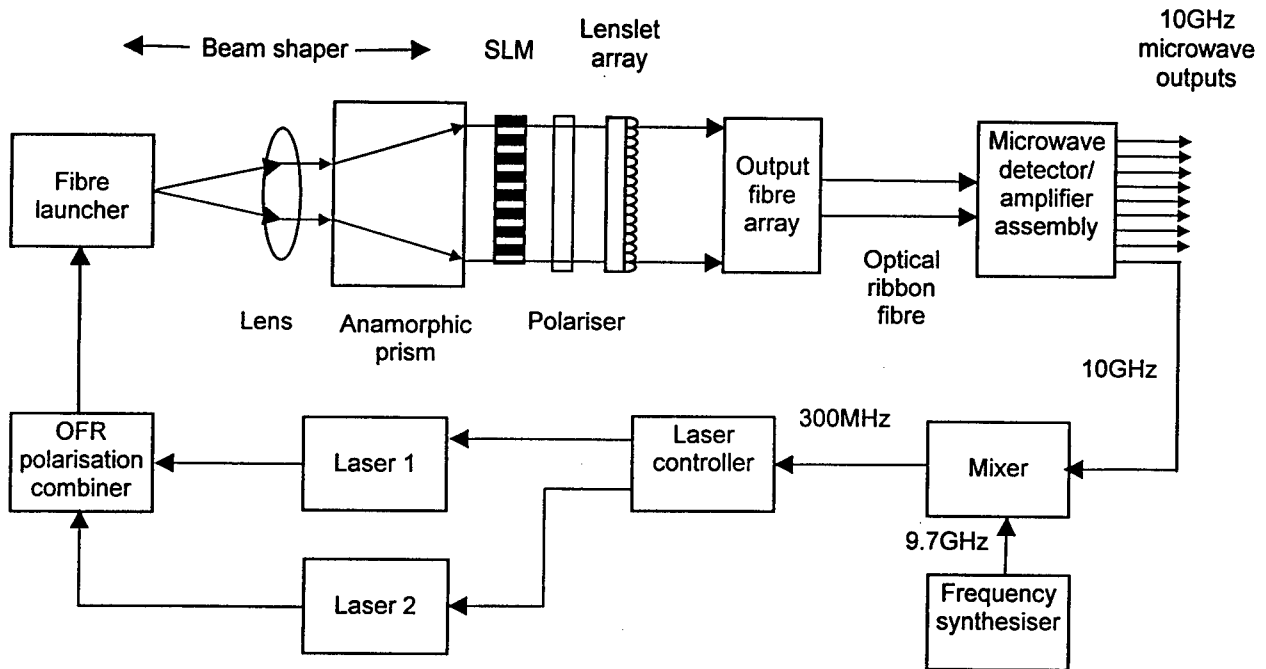 Beam shaper
SLM
Lenslet
array
10GHz
microwave
outputs
Fibre
launcher
Output
fibre
array
Microwave
detector/
amplifier
assembly
Lens
Anamorphic
prism
Polariser
Optical
ribbon
fibre
10GHz
OFR
polarisation
combiner
Laser 1
Laser
controller
300MHz
Mixer
9.7GHz
Laser 2
Frequency
synthesiser